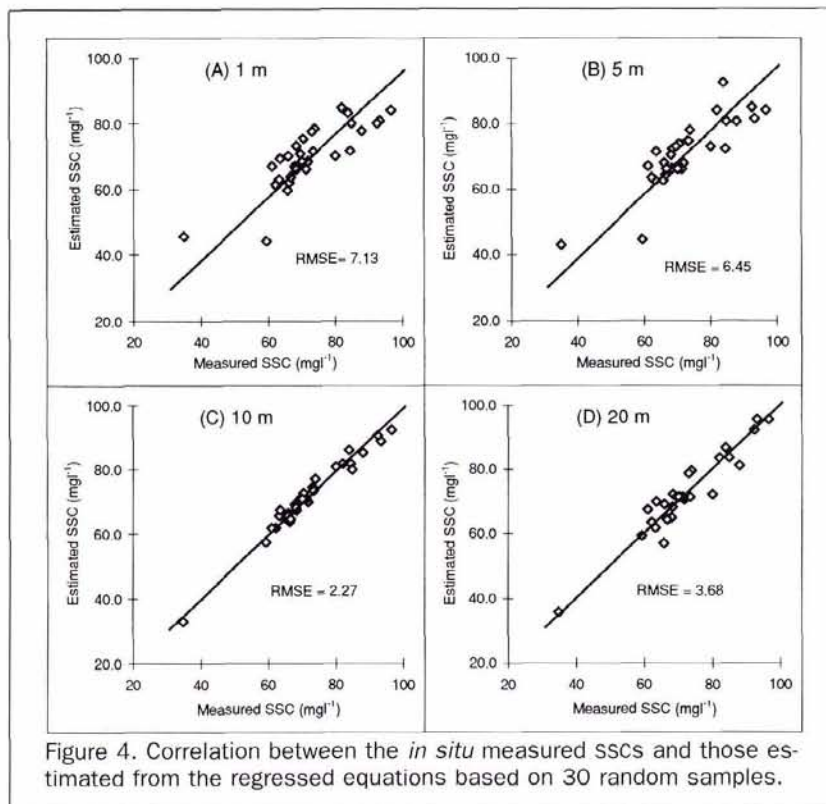 (A) 1 m
100.0
80.0
60.0
40.0
20.0
Estimated SSC (mgl⁻¹)
RMSE= 7.13
20
40
60
80
100
Measured SSC (mgl⁻¹)
(B) 5 m
100.0
80.0
60.0
40.0
20.0
Estimated SSC (mgl⁻¹)
RMSE = 6.45
20
40
60
80
100
Measured SSC (mgl⁻¹)
(C) 10 m
100.0
80.0
60.0
40.0
20.0
Estimated SSC (mgl⁻¹)
RMSE = 2.27
20
40
60
80
100
Measured SSC (mgl⁻¹)
(D) 20 m
100.0
80.0
60.0
40.0
20.0
Estimated SSC (mgl⁻¹)
RMSE = 3.68
20
40
60
80
100
Measured SSC (mgl⁻¹)
Figure 4. Correlation between the in situ measured SSCs and those es-
timated from the regressed equations based on 30 random samples.